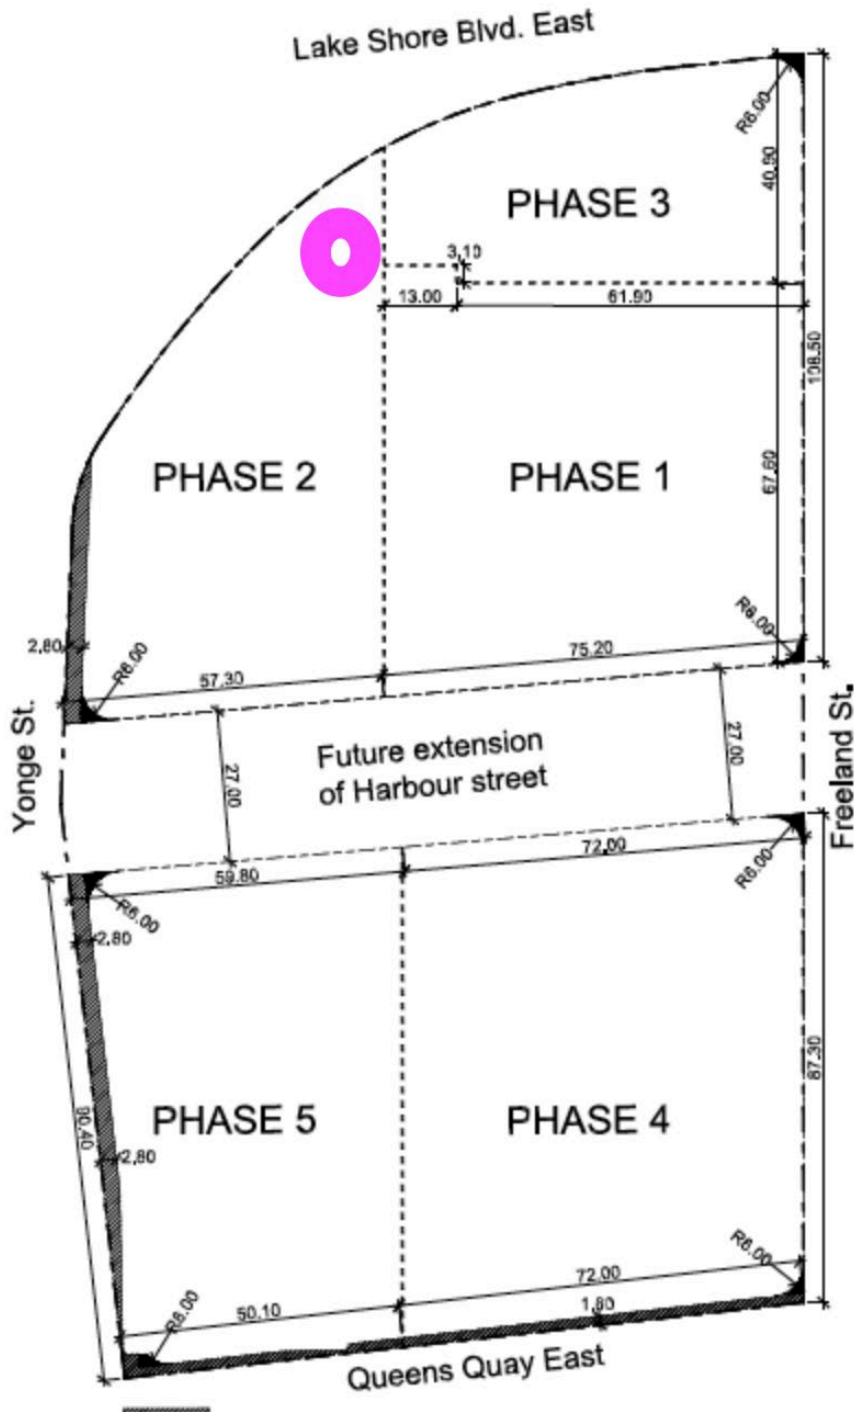 Lake Shore Blvd. East
R6.00
40.90
PHASE 3
3.10
13.00
61.90
108.50
PHASE 2
PHASE 1
67.60
R6.00
2.80
R6.00
57.30
75.20
Yonge St.
Future extension
of Harbour street
27.00
27.00
Freeland St.
59.80
72.00
R6.00
R6.00
2.80
90.40
PHASE 5
PHASE 4
87.30
2.80
R6.00
72.00
R6.00
50.10
1.80
Queens Quay East